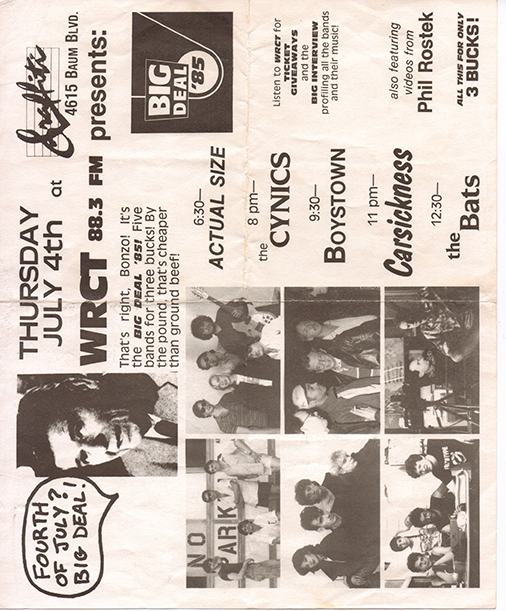 FOURTH
OF JULY?,
BIG DEAL!
THURSDAY
JULY 4th at
Graffiti
4615 BAUM BLVD.
WRCT 88.3 FM presents:
That's right, Bonzo! It's
the BIG DEAL '85! Five
bands for three bucks! By
the pound, that's cheaper
than ground beef!
BIG
DEAL
'85
6:30—
ACTUAL SIZE
8 pm—
the CYNICS
9:30—
BOYSTOWN
11 pm—
Carsickness
12:30—
the Bats
Listen to WRCT for
TICKET
GIVEAWAYS
and the
BIG INTERVIEW
profiling all the bands
and their music!
also featuring
videos from
Phil Rostek
ALL THIS FOR ONLY
3 BUCKS!
NO
PARK